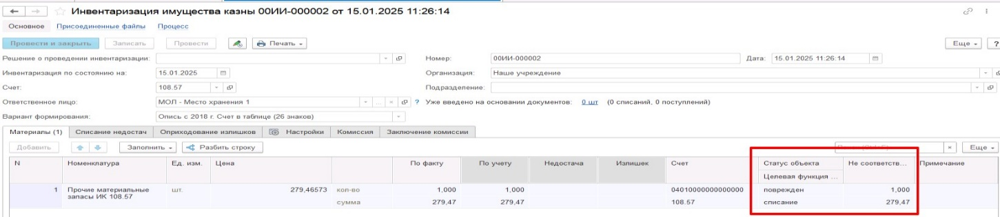 Инвентаризация имущества казны 00ИИ-000002 от 15.01.2025 11:26:14
Основное Присоединенные файлы Процесс
Провести и закрыть Записать Провести Печать Еще ?
Решение о проведении инвентаризации: Номер: 00ИИ-000002 Дата: 15.01.2025 11:26:14
Инвентаризация по состоянию на: 15.01.2025 Организация: Наше учреждение
Счет: 108.57 Подразделение:
Ответственное лицо: МОЛ - Место хранения 1 ... × ? Уже введено на основании документов: 0 шт (0 списаний, 0 поступлений)
Вариант формирования: Опись с 2018 г. Счет в таблице (26 знаков)
Материалы (1) Списание недостач Оприходование излишков Настройки Комиссия Заключение комиссии
Добавить Заполнить Разбить строку × Еще
N Номенклатура Ед. изм. Цена По факту По учету Недостача Излишек Счет Статус объекта Не соответств... Примечание
Целевая функция ...
1 Прочие материальные шт. 279,46573 кол-во 1,000 1,000 04010000000000000 поврежден 1,000
запасы ИК 108.57 сумма 279,47 279,47 108.57 списание 279,47